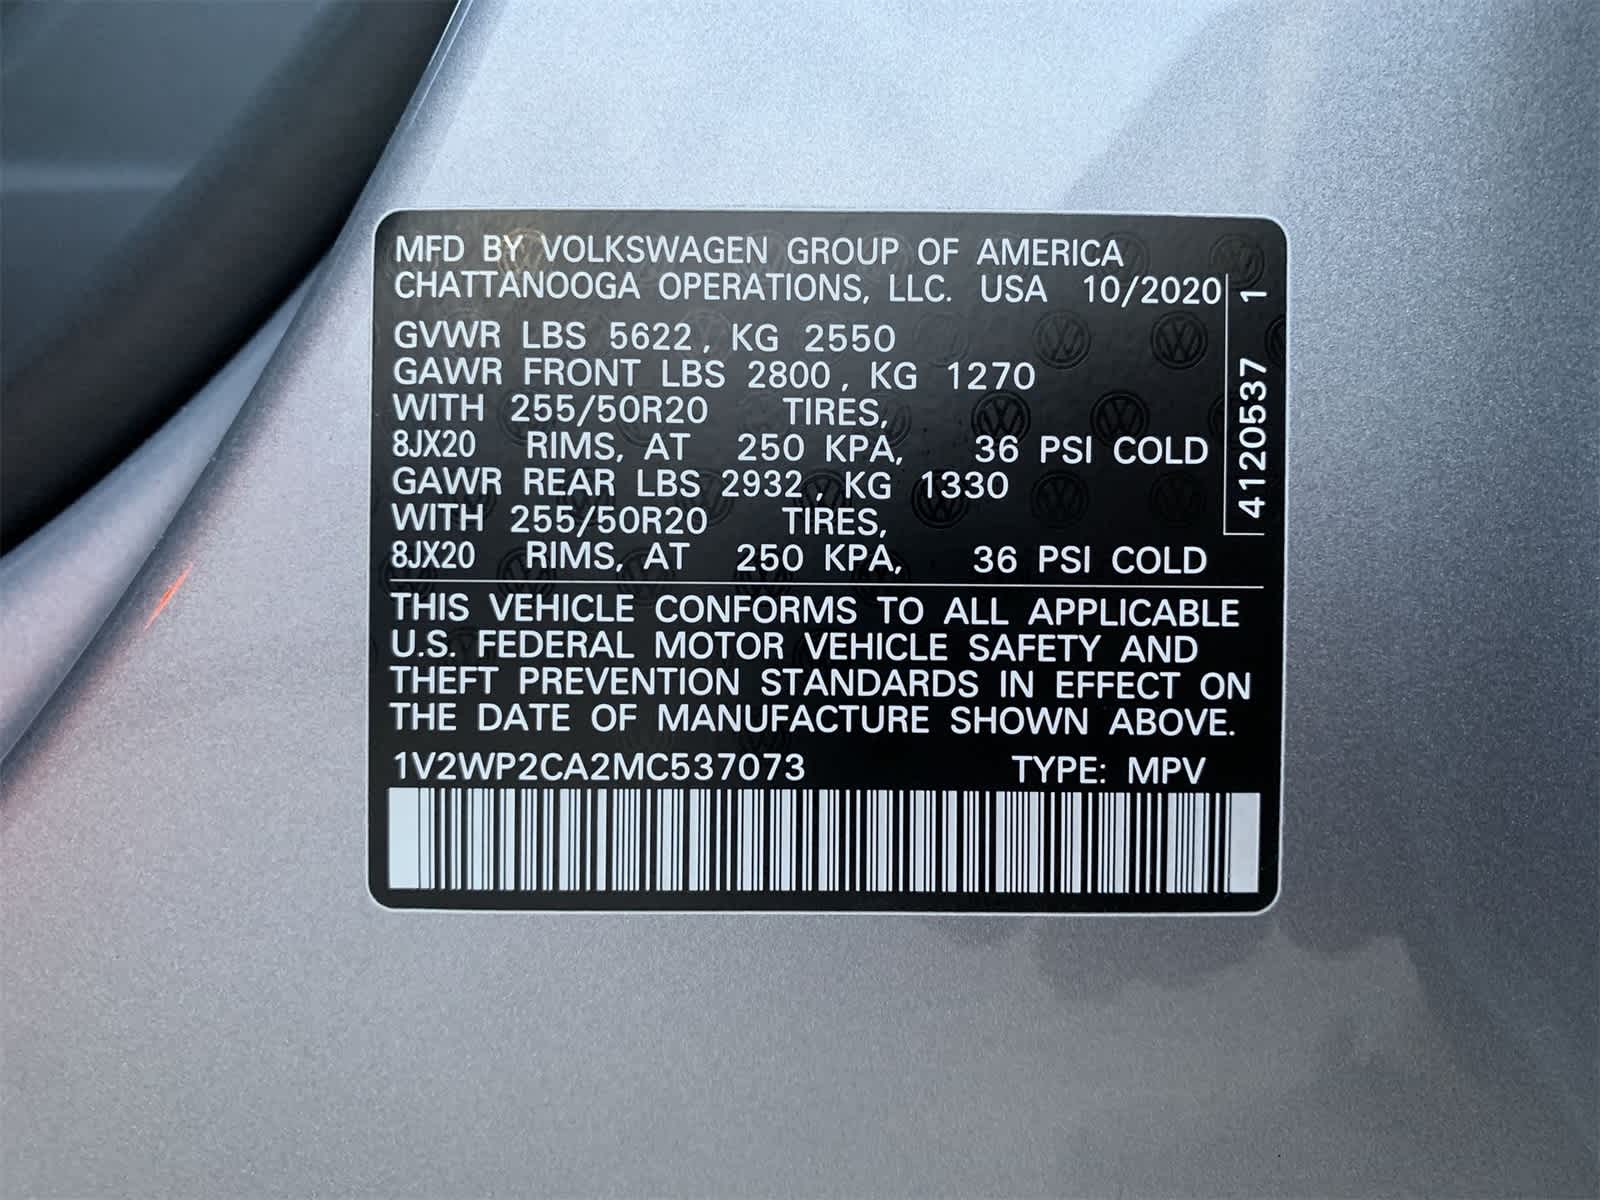 MFD BY VOLKSWAGEN GROUP OF AMERICA
CHATTANOOGA OPERATIONS, LLC. USA 10/2020
GVWR LBS 5622, KG 2550
GAWR FRONT LBS 2800, KG 1270
WITH 255/50R20 TIRES,
8JX20 RIMS, AT 250 KPA, 36 PSI COLD
GAWR REAR LBS 2932, KG 1330
WITH 255/50R20 TIRES,
8JX20 RIMS, AT 250 KPA, 36 PSI COLD
4120537 1
THIS VEHICLE CONFORMS TO ALL APPLICABLE
U.S. FEDERAL MOTOR VEHICLE SAFETY AND
THEFT PREVENTION STANDARDS IN EFFECT ON
THE DATE OF MANUFACTURE SHOWN ABOVE.
1V2WP2CA2MC537073 TYPE: MPV